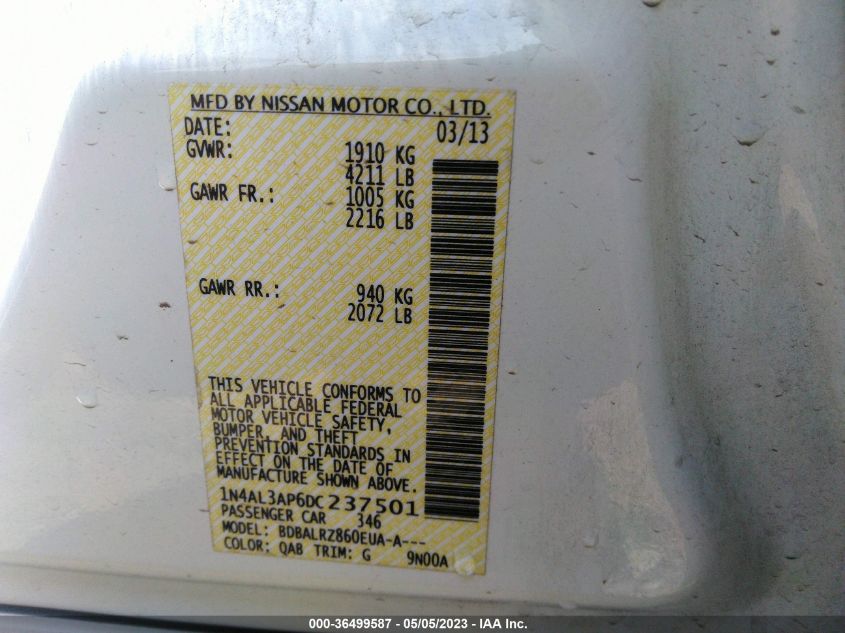 MFD BY NISSAN MOTOR CO., LTD.
DATE: 03/13
GVWR: 1910 KG
4211 LB
GAWR FR.: 1005 KG
2216 LB
GAWR RR.: 940 KG
2072 LB
THIS VEHICLE CONFORMS TO
ALL APPLICABLE FEDERAL
MOTOR VEHICLE SAFETY,
BUMPER, AND THEFT
PREVENTION STANDARDS IN
EFFECT ON THE DATE OF
MANUFACTURE SHOWN ABOVE.
1N4AL3AP6DC237501
PASSENGER CAR 346
MODEL: BDBALRZ860EUA-A---
COLOR: QAB TRIM: G 9N00A
000-36499587 - 05/05/2023 - IAA Inc.